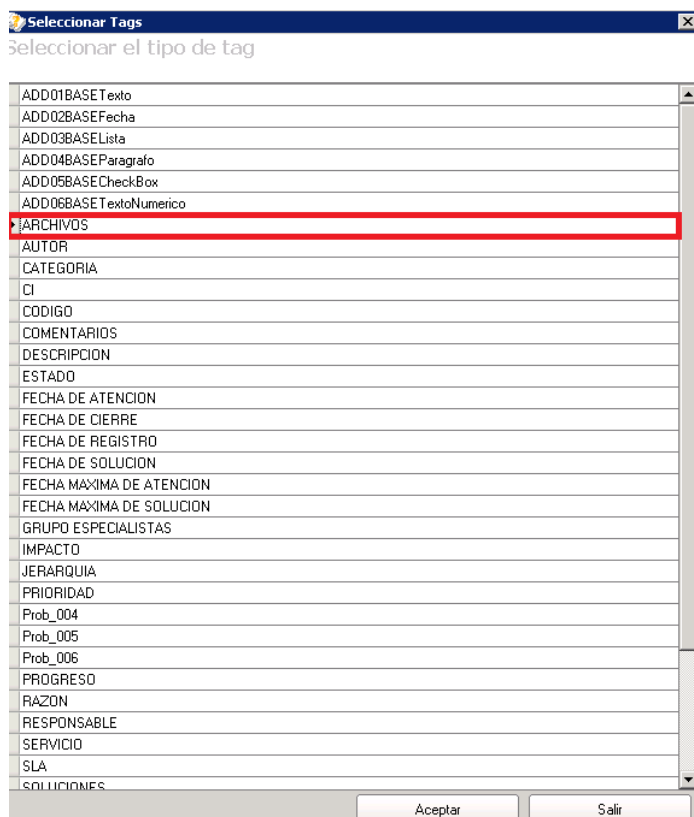 Seleccionar Tags
Seleccionar el tipo de tag
ADD01BASETexto
ADD02BASEFecha
ADD03BASELista
ADD04BASEParagrafo
ADD05BASECheckBox
ADD06BASETextoNumerico
ARCHIVOS
AUTOR
CATEGORIA
CI
CODIGO
COMENTARIOS
DESCRIPCION
ESTADO
FECHA DE ATENCION
FECHA DE CIERRE
FECHA DE REGISTRO
FECHA DE SOLUCION
FECHA MAXIMA DE ATENCION
FECHA MAXIMA DE SOLUCION
GRUPO ESPECIALISTAS
IMPACTO
JERARQUIA
PRIORIDAD
Prob_004
Prob_005
Prob_006
PROGRESO
RAZON
RESPONSABLE
SERVICIO
SLA
SOLUCIONES
Aceptar Salir